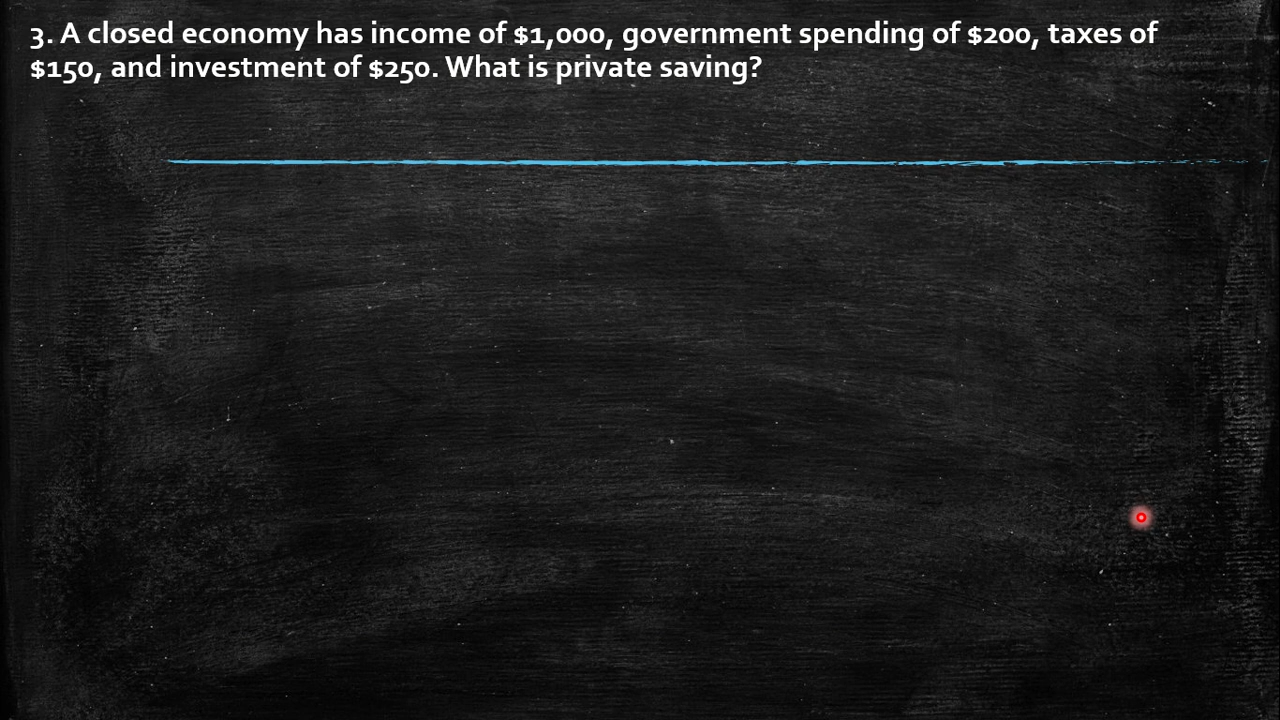 3. A closed economy has income of $1,000, government spending of $200, taxes of
$150, and investment of $250. What is private saving?